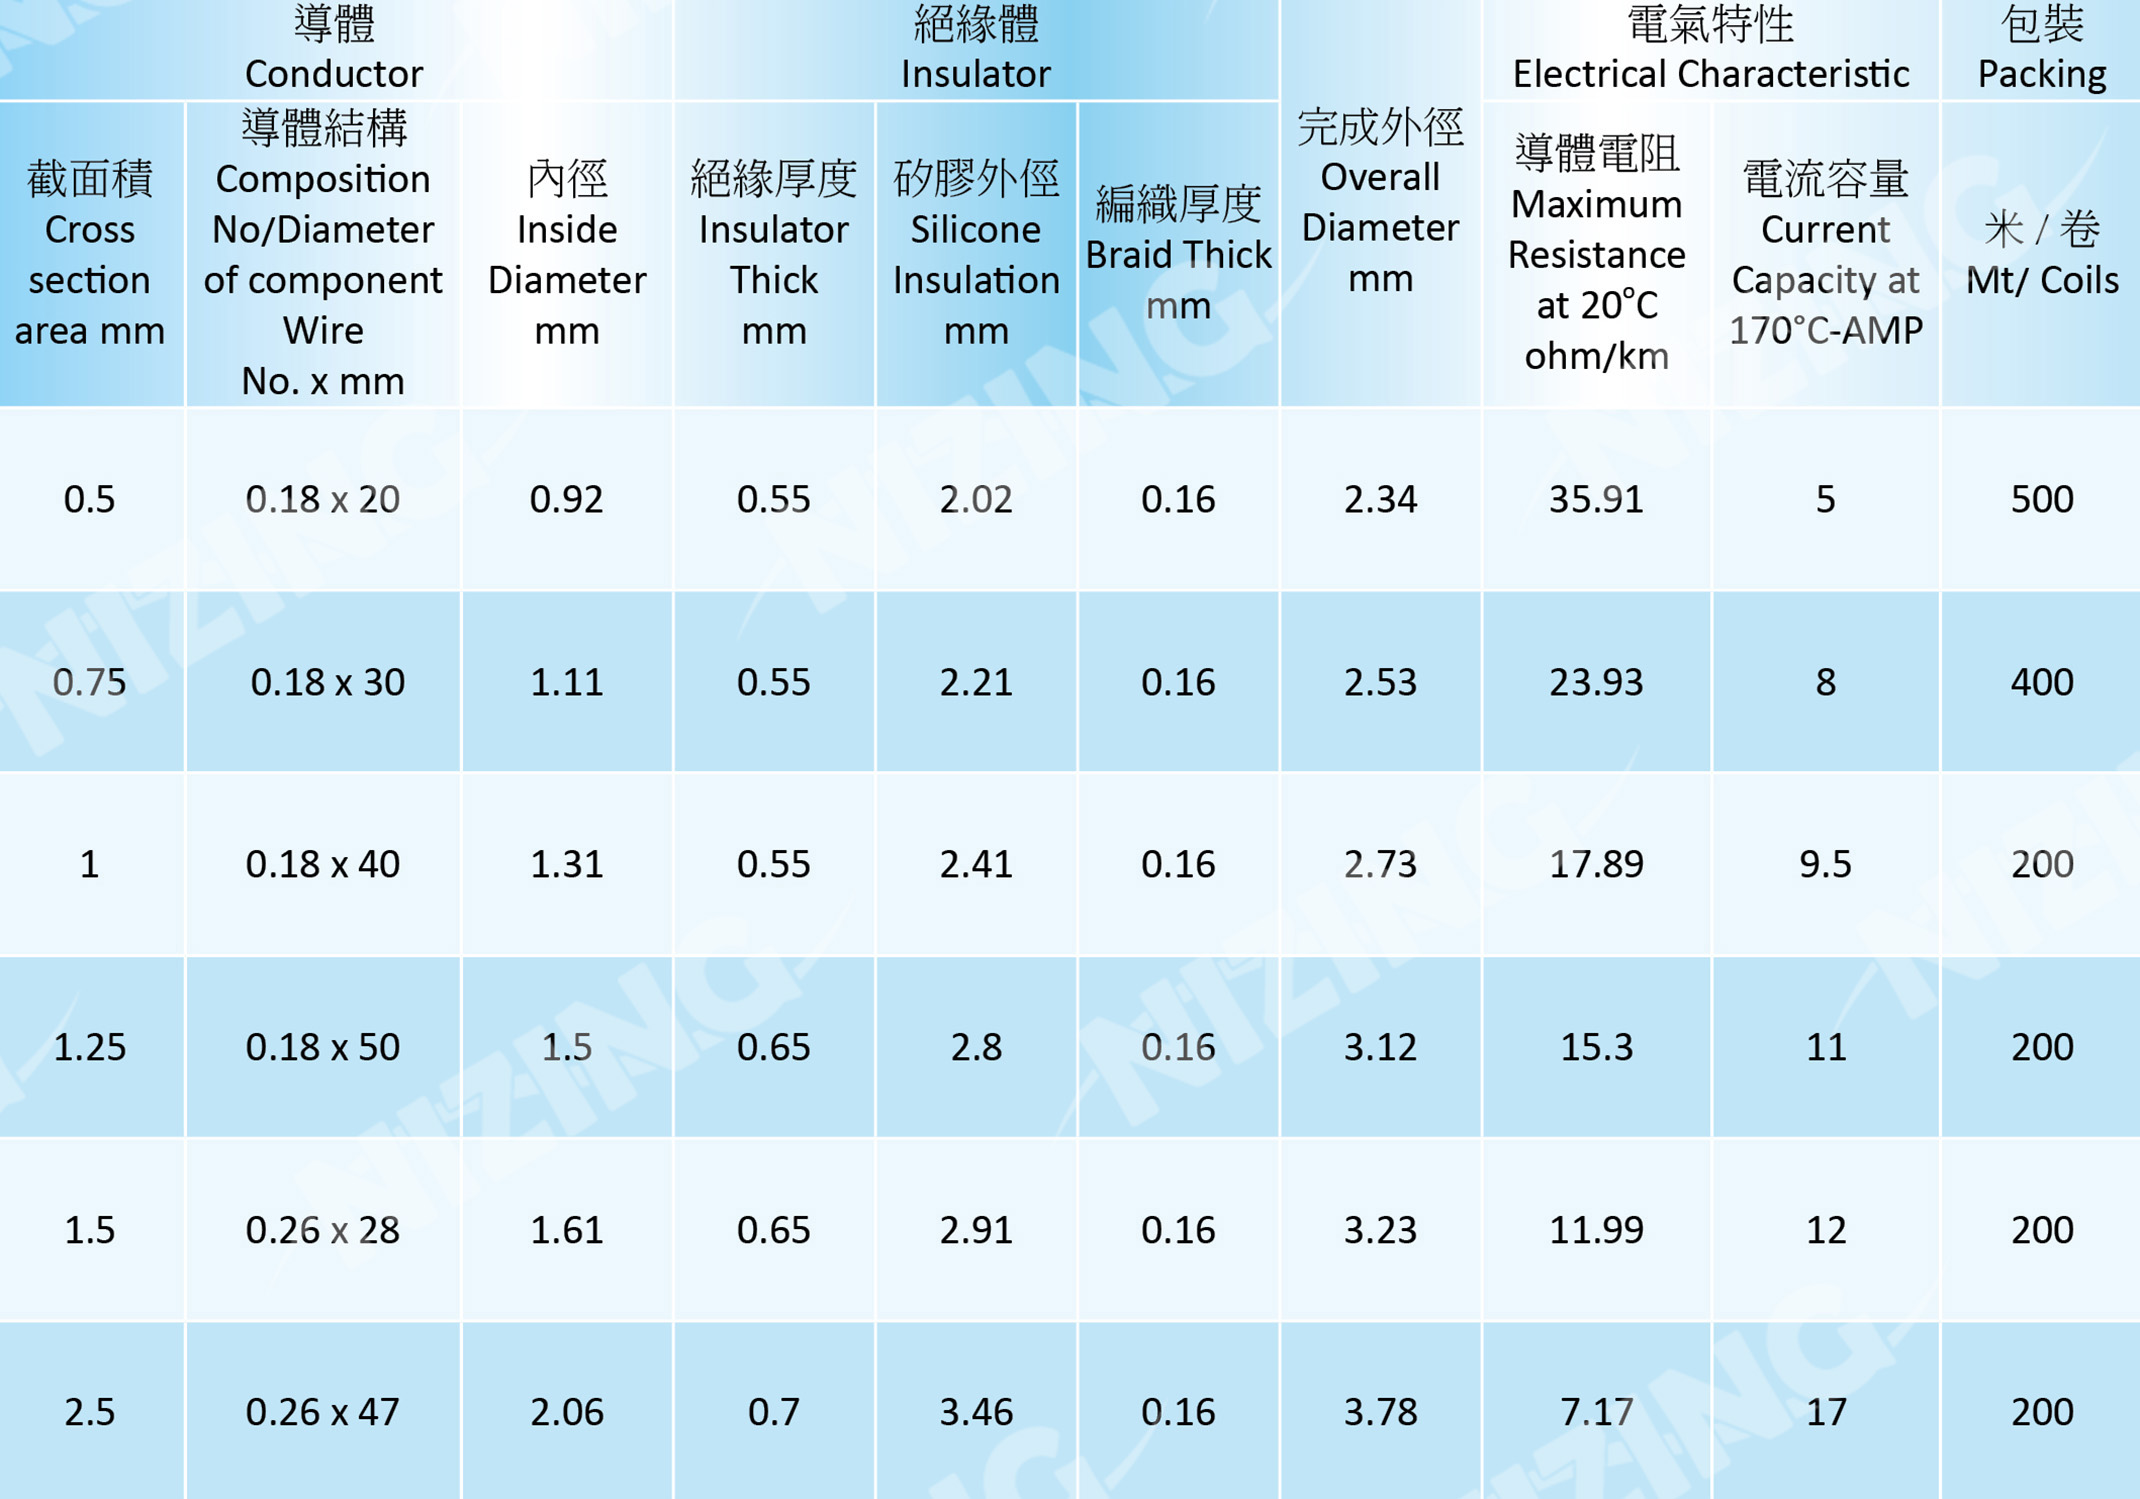 導體
Conductor
絕緣體
Insulator
電氣特性
Electrical Characteristic
包裝
Packing
截面積
Cross
section
area mm
導體結構
Composition
No/Diameter
of component
Wire
No. x mm
內徑
Inside
Diameter
mm
絕緣厚度
Insulator
Thick
mm
矽膠外徑
Silicone
Insulation
mm
編織厚度
Braid Thick
mm
完成外徑
Overall
Diameter
mm
導體電阻
Maximum
Resistance
at 20°C
ohm/km
電流容量
Current
Capacity at
170°C-AMP
米 / 卷
Mt/ Coils
0.5 0.18 x 20 0.92 0.55 2.02 0.16 2.34 35.91 5 500
0.75 0.18 x 30 1.11 0.55 2.21 0.16 2.53 23.93 8 400
1 0.18 x 40 1.31 0.55 2.41 0.16 2.73 17.89 9.5 200
1.25 0.18 x 50 1.5 0.65 2.8 0.16 3.12 15.3 11 200
1.5 0.26 x 28 1.61 0.65 2.91 0.16 3.23 11.99 12 200
2.5 0.26 x 47 2.06 0.7 3.46 0.16 3.78 7.17 17 200
NIZING
NIZING
NIZING
NIZING
NIZING
NIZING
NIZING